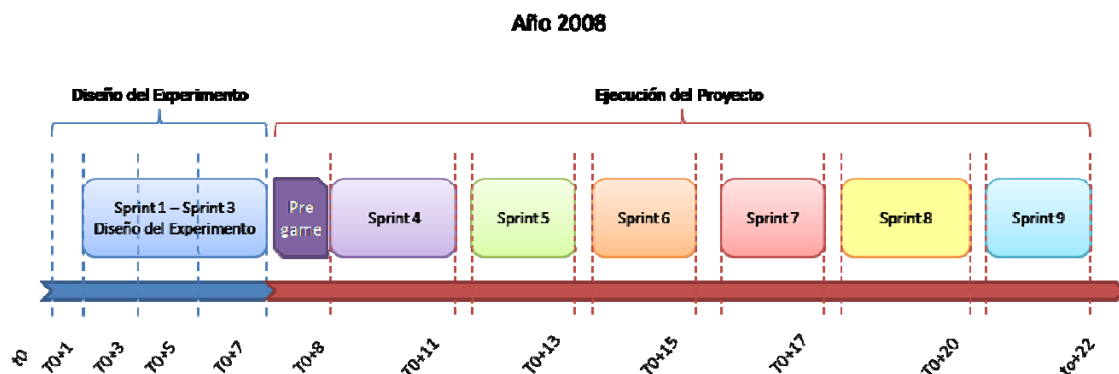 Año 2008
Diseño del Experimento
Ejecución del Proyecto
Sprint 1 – Sprint 3
Diseño del Experimento
Pre
game
Sprint 4
Sprint 5
Sprint 6
Sprint 7
Sprint 8
Sprint 9
t0
T0+1
T0+3
T0+5
T0+7
T0+8
T0+11
T0+13
T0+15
T0+17
T0+20
to+22